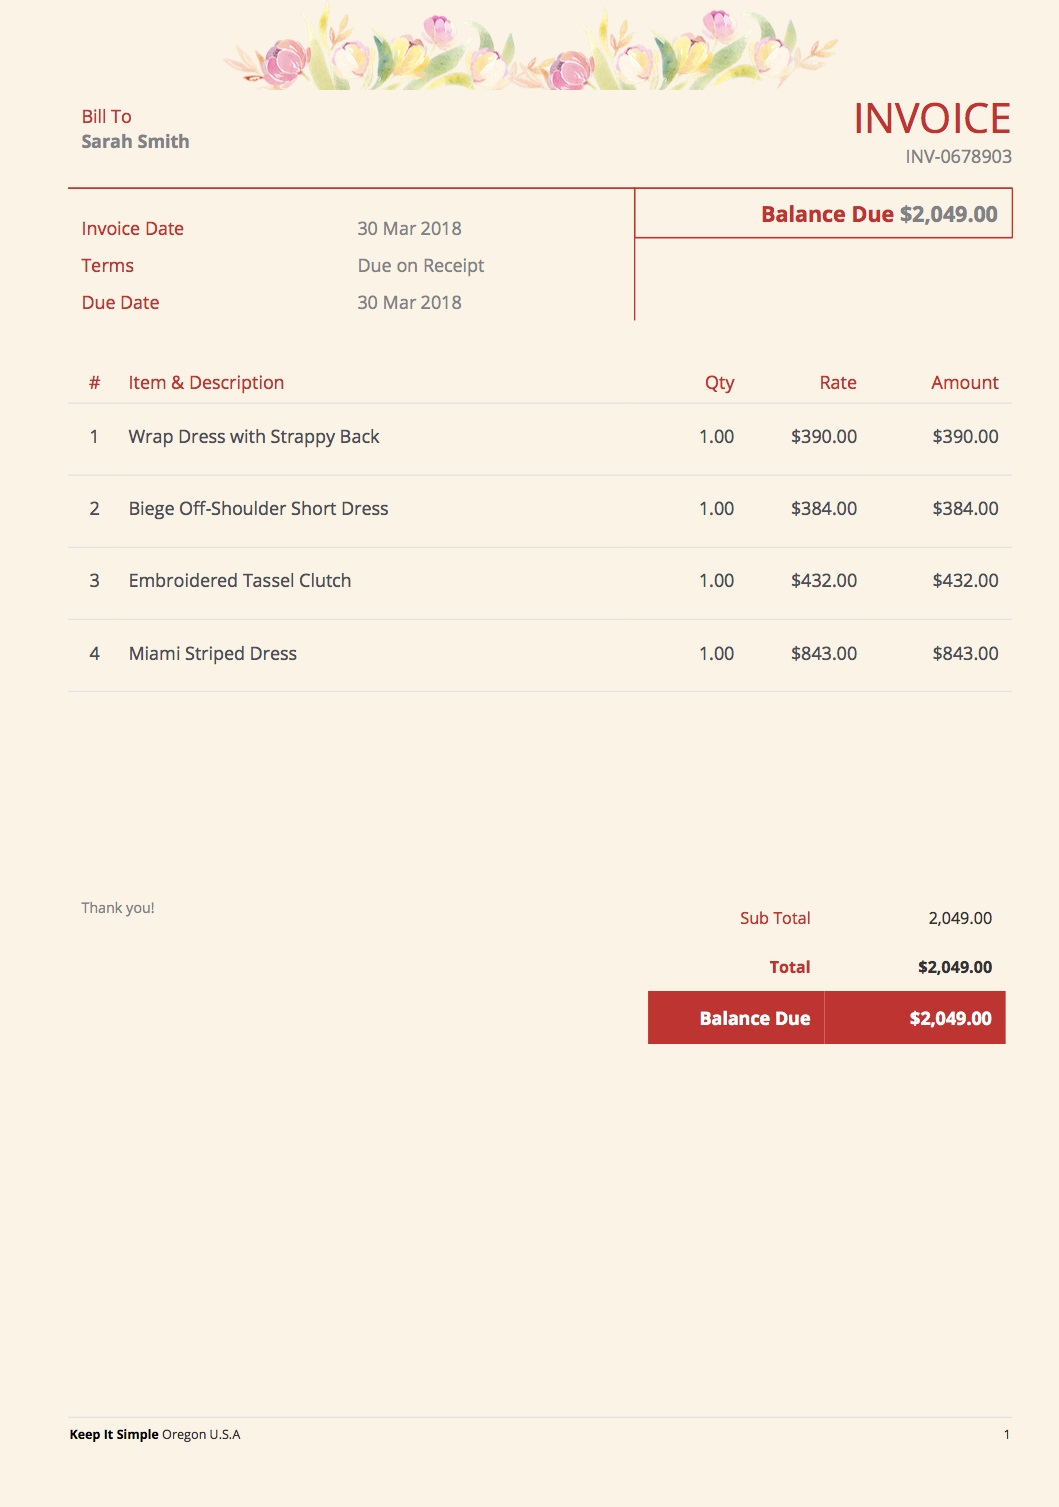 Bill To
Sarah Smith
INVOICE
INV-0678903
Balance Due $2,049.00
Invoice Date 30 Mar 2018
Terms Due on Receipt
Due Date 30 Mar 2018
# Item & Description Qty Rate Amount
1 Wrap Dress with Strappy Back 1.00 $390.00 $390.00
2 Biege Off-Shoulder Short Dress 1.00 $384.00 $384.00
3 Embroidered Tassel Clutch 1.00 $432.00 $432.00
4 Miami Striped Dress 1.00 $843.00 $843.00
Thank you!
Sub Total 2,049.00
Total $2,049.00
Balance Due $2,049.00
Keep It Simple Oregon U.S.A 1